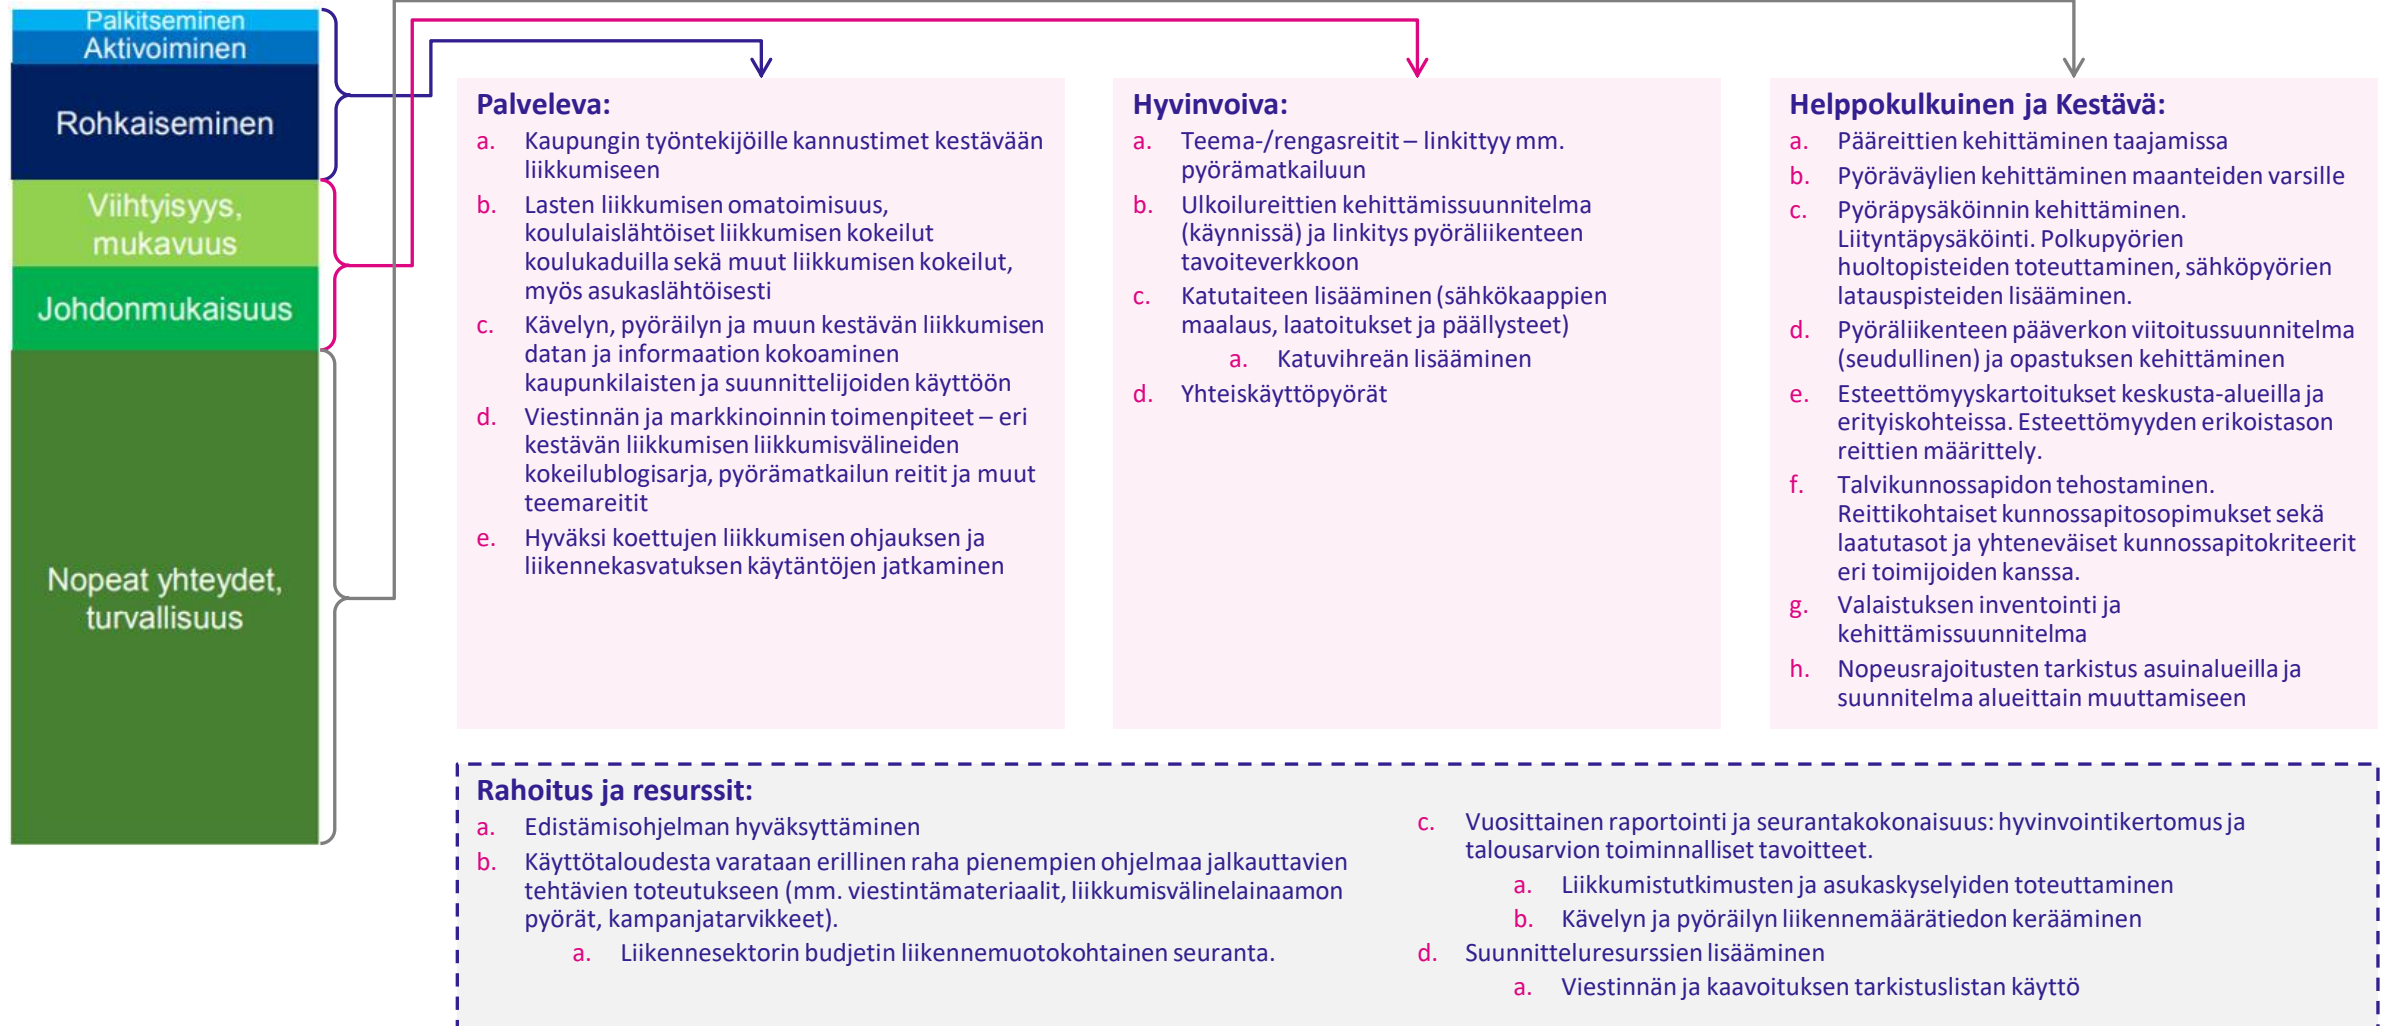 Palkitseminen
Aktivoiminen
Rohkaiseminen
Viihtyisyys,
mukavuus
Johdonmukaisuus
Nopeat yhteydet,
turvallisuus
Palveleva:
a. Kaupungin työntekijöille kannustimet kestävään
liikkumiseen
b. Lasten liikkumisen omatoimisuus,
koululaislähtöiset liikkumisen kokeilut
koulukaduilla sekä muut liikkumisen kokeilut,
myös asukaslähtöisesti
c. Kävelyn, pyöräilyn ja muun kestävän liikkumisen
datan ja informaation kokoaminen
kaupunkilaisten ja suunnittelijoiden käyttöön
d. Viestinnän ja markkinoinnin toimenpiteet – eri
kestävän liikkumisen liikkumisvälineiden
kokeilublogisarja, pyörämatkailun reitit ja muut
teemareitit
e. Hyväksi koettujen liikkumisen ohjauksen ja
liikennekasvatuksen käytäntöjen jatkaminen
Hyvinvoiva:
a. Teema-/rengasreitit – linkittyy mm.
pyörämatkailuun
b. Ulkoilureittien kehittämissuunnitelma
(käynnissä) ja linkitys pyöräliikenteen
tavoiteverkkoon
c. Katutaiteen lisääminen (sähkökaappien
maalaus, laatoitukset ja päällysteet)
a. Katuvihreän lisääminen
d. Yhteiskäyttöpyörät
Helppokulkuinen ja Kestävä:
a. Pääreittien kehittäminen taajamissa
b. Pyöräväylien kehittäminen maanteiden varsille
c. Pyöräpysäköinnin kehittäminen.
Liityntäpysäköinti. Polkupyörien
huoltopisteiden toteuttaminen, sähköpyörien
latauspisteiden lisääminen.
d. Pyöräliikenteen pääverkon viitoitussuunnitelma
(seudullinen) ja opastuksen kehittäminen
e. Esteettömyyskartoitukset keskusta-alueilla ja
erityiskohteissa. Esteettömyyden erikoistason
reittien määrittely.
f. Talvikunnossapidon tehostaminen.
Reittikohtaiset kunnossapitosopimukset sekä
laatutasot ja yhteneväiset kunnossapitokriteerit
eri toimijoiden kanssa.
g. Valaistuksen inventointi ja
kehittämissuunnitelma
h. Nopeusrajoitusten tarkistus asuinalueilla ja
suunnitelma alueittain muuttamiseen
Rahoitus ja resurssit:
a. Edistämisohjelman hyväksyttäminen
b. Käyttötaloudesta varataan erillinen raha pienempien ohjelmaa jalkauttavien
tehtävien toteutukseen (mm. viestintämateriaalit, liikkumisvälinelainaamon
pyörät, kampanjatarvikkeet).
a. Liikennesektorin budjetin liikennemuotokohtainen seuranta.
c. Vuosittainen raportointi ja seurantakokonaisuus: hyvinvointikertomus ja
talousarvion toiminnalliset tavoitteet.
a. Liikkumistutkimusten ja asukaskyselyiden toteuttaminen
b. Kävelyn ja pyöräilyn liikennemäärätiedon kerääminen
d. Suunnitteluresurssien lisääminen
a. Viestinnän ja kaavoituksen tarkistuslistan käyttö